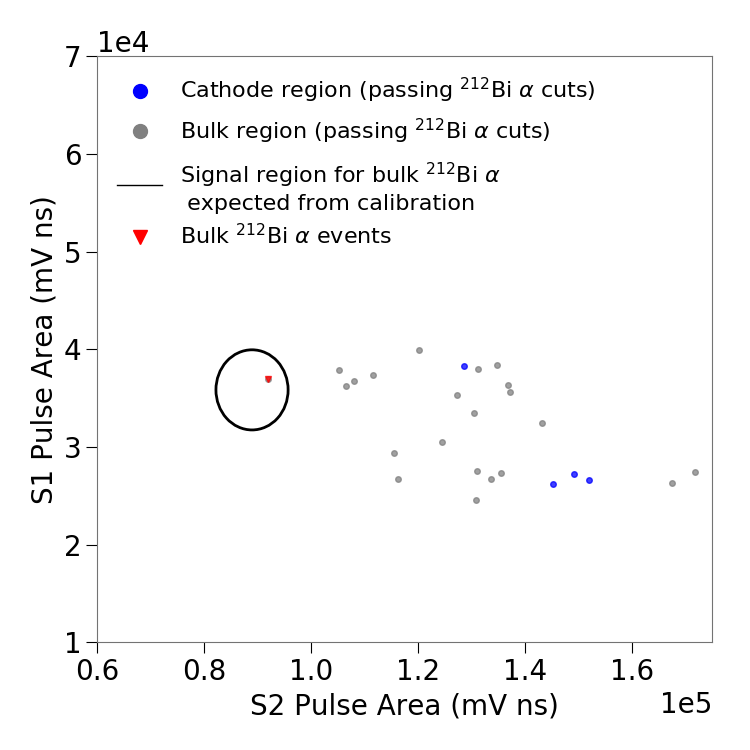 1e4
7
Cathode region (passing ²¹²Bi α cuts)
Bulk region (passing ²¹²Bi α cuts)
6
Signal region for bulk ²¹²Bi α
expected from calibration
Bulk ²¹²Bi α events
5
4
3
2
1
S1 Pulse Area (mV ns)
0.6 0.8 1.0 1.2 1.4 1.6
S2 Pulse Area (mV ns)
1e5